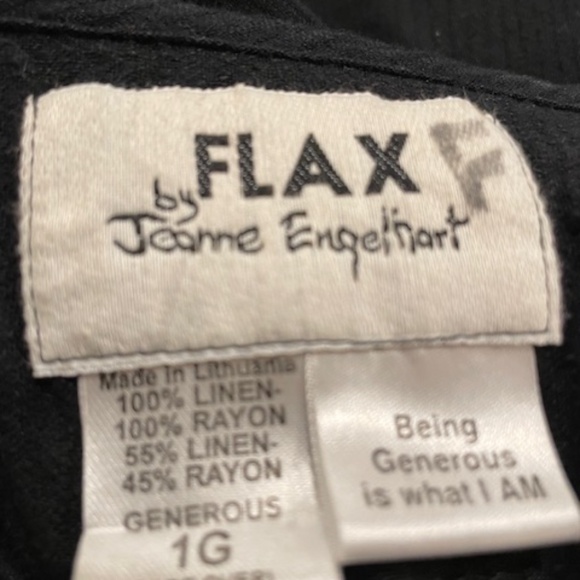 FLAX F
by
Joanne Engelhart
Made in Lithuania
100% LINEN-
100% RAYON
55% LINEN-
45% RAYON
GENEROUS
1G
Being
Generous
is what I AM